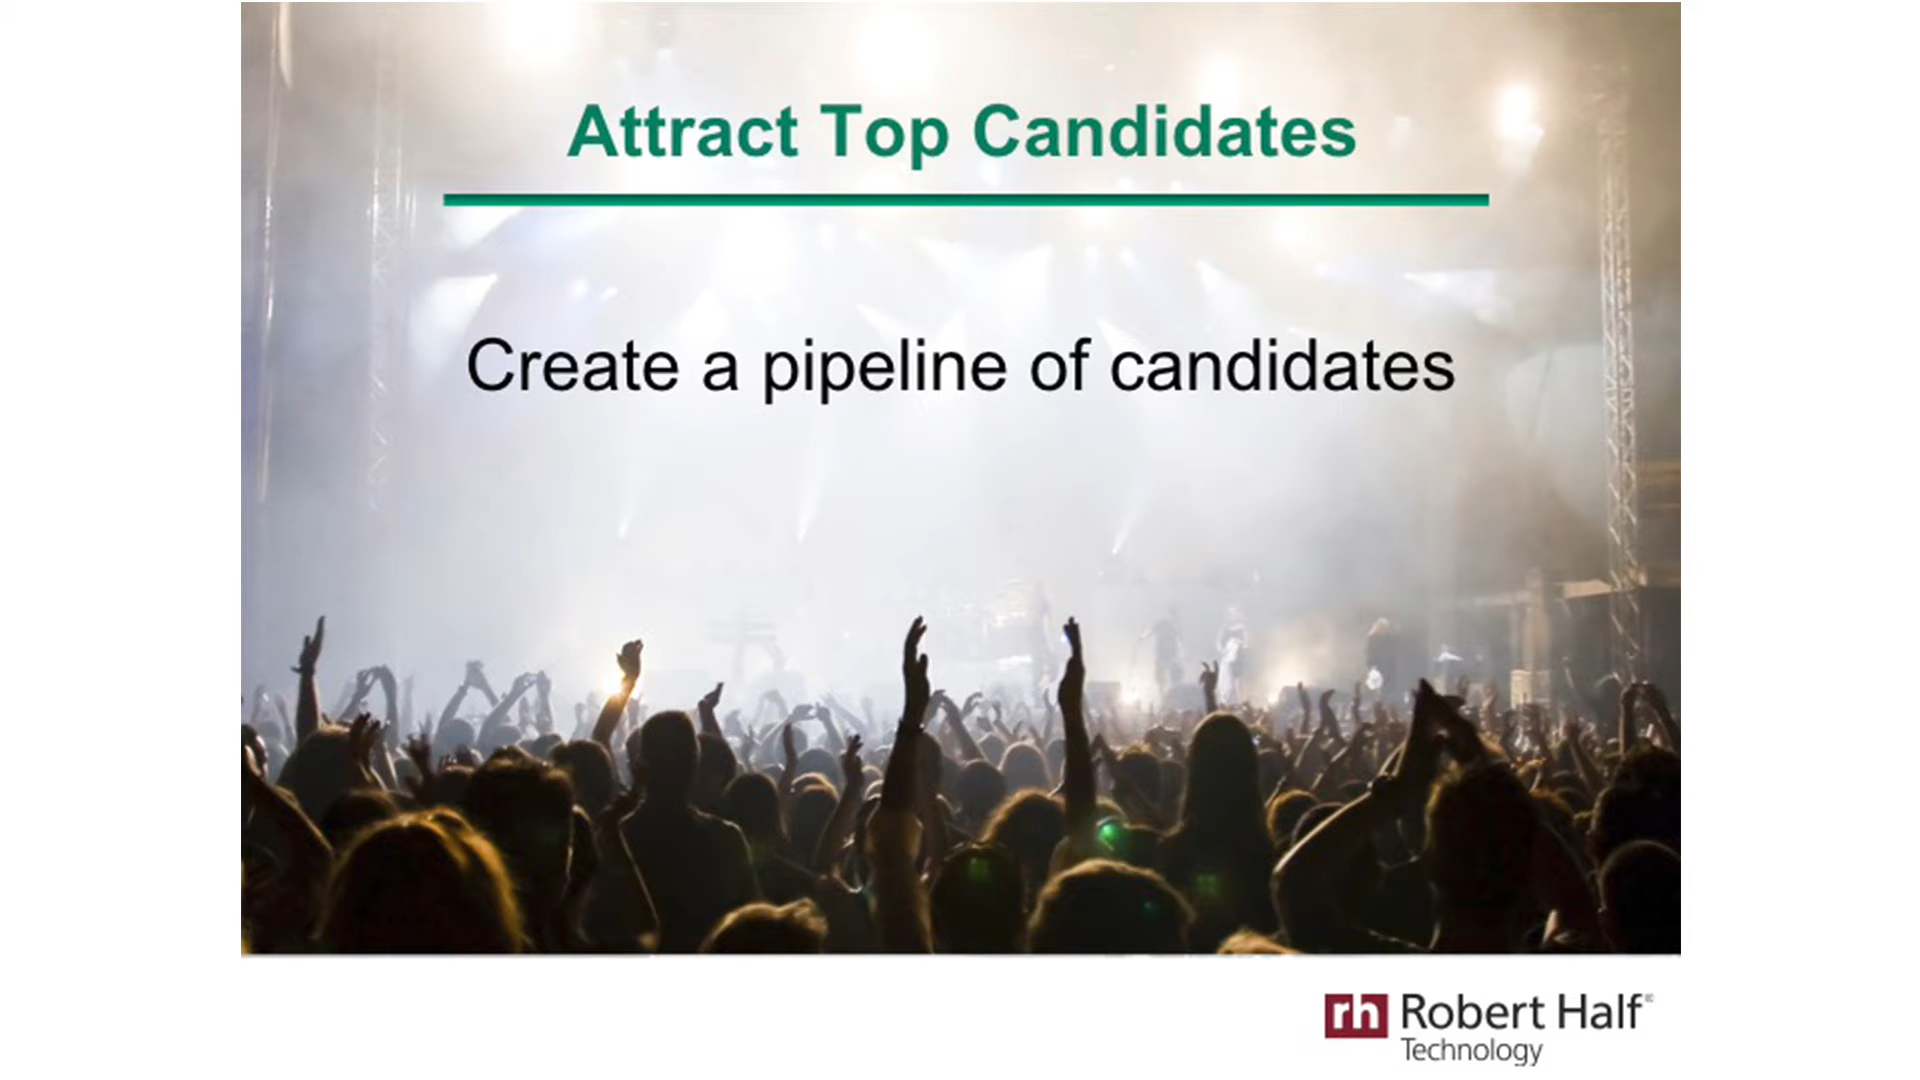 Attract Top Candidates
Create a pipeline of candidates
rh Robert Half®
Technology